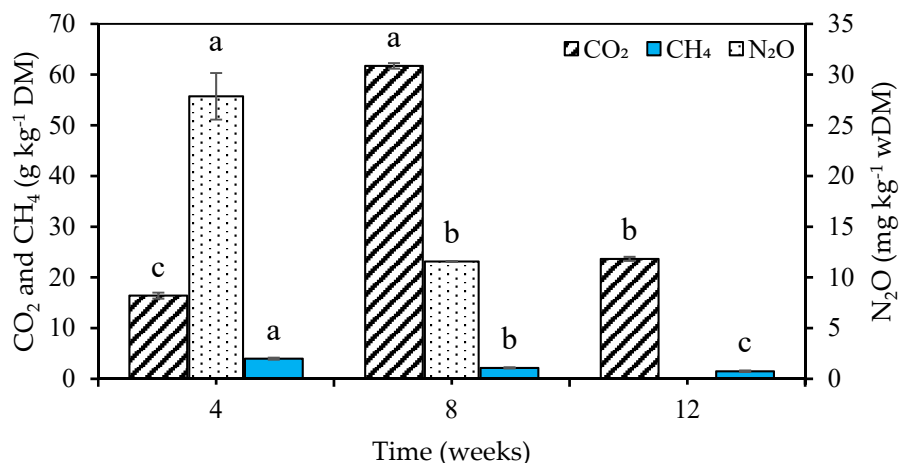 CO₂ and CH₄ (g kg⁻¹ DM)
70
60
50
40
30
20
10
0
CO₂ CH₄ N₂O
c
a
a
a
b
b
b
c
35
30
25
20
15
10
5
0
N₂O (mg kg⁻¹ wDM)
4 8 12
Time (weeks)